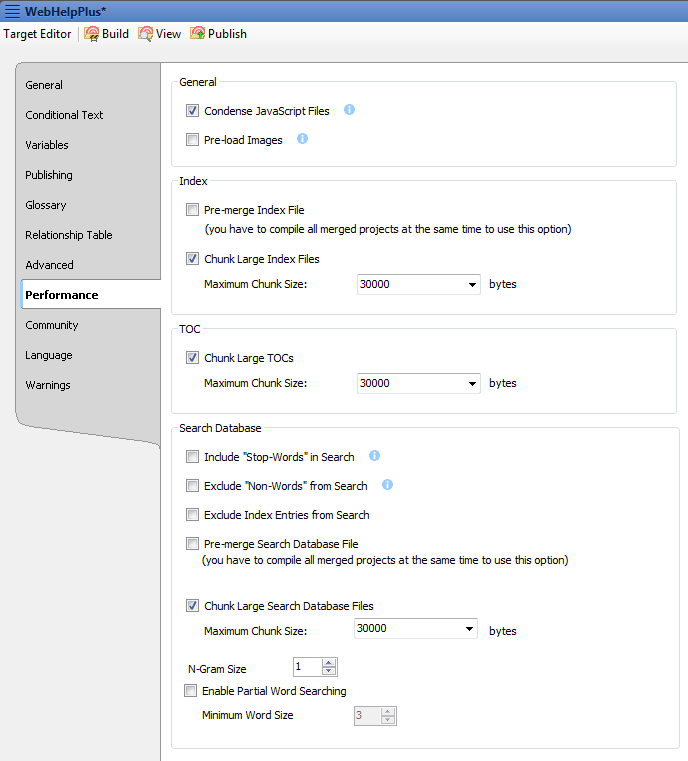 WebHelpPlus*
Target Editor Build View Publish
General
Conditional Text
Variables
Publishing
Glossary
Relationship Table
Advanced
Performance
Community
Language
Warnings
General
Condense JavaScript Files
Pre-load Images
Index
Pre-merge Index File
(you have to compile all merged projects at the same time to use this option)
Chunk Large Index Files
Maximum Chunk Size: 30000 bytes
TOC
Chunk Large TOCs
Maximum Chunk Size: 30000 bytes
Search Database
Include "Stop-Words" in Search
Exclude "Non-Words" from Search
Exclude Index Entries from Search
Pre-merge Search Database File
(you have to compile all merged projects at the same time to use this option)
Chunk Large Search Database Files
Maximum Chunk Size: 30000 bytes
N-Gram Size 1
Enable Partial Word Searching
Minimum Word Size 3